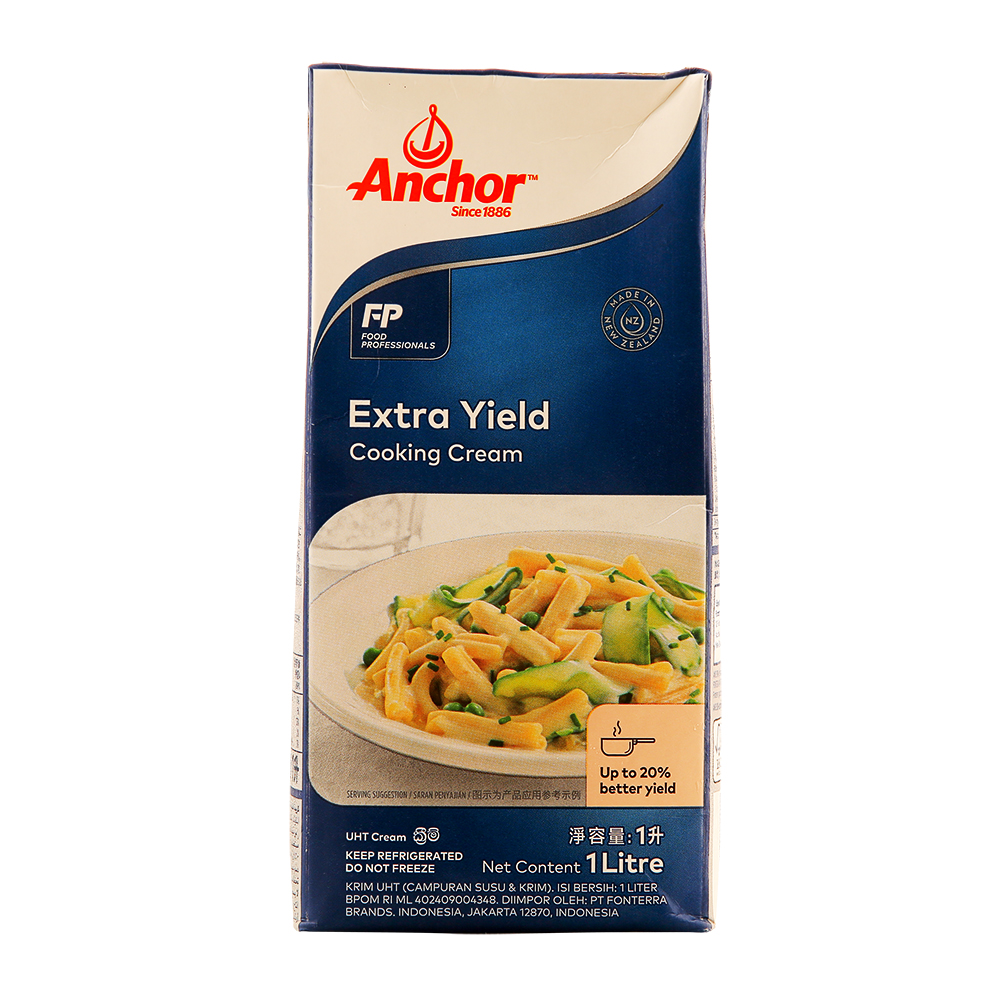 Anchor™
Since 1886
FP
FOOD
PROFESSIONALS
MADE IN
NZ
NEW ZEALAND
Extra Yield
Cooking Cream
Up to 20%
better yield
SERVING SUGGESTION / SARAN PENYAJIAN / 图示为产品应用参考示例
UHT Cream
KEEP REFRIGERATED
DO NOT FREEZE
淨容量: 1升
Net Content 1 Litre
KRIM UHT (CAMPURAN SUSU & KRIM). ISI BERSIH: 1 LITER
BPOM RI ML 402409004348. DIIMPOR OLEH: PT FONTERRA
BRANDS. INDONESIA, JAKARTA 12870, INDONESIA